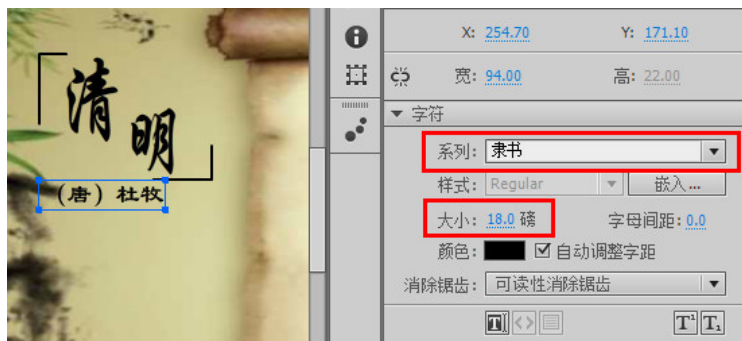 清
明
(唐) 杜牧
X: 254.70 Y: 171.10
宽: 94.00 高: 22.00
字符
系列: 隶书
样式: Regular 嵌入...
大小: 18.0 磅 字母间距: 0.0
颜色: 自动调整字距
消除锯齿: 可读性消除锯齿
T T¹ T₁